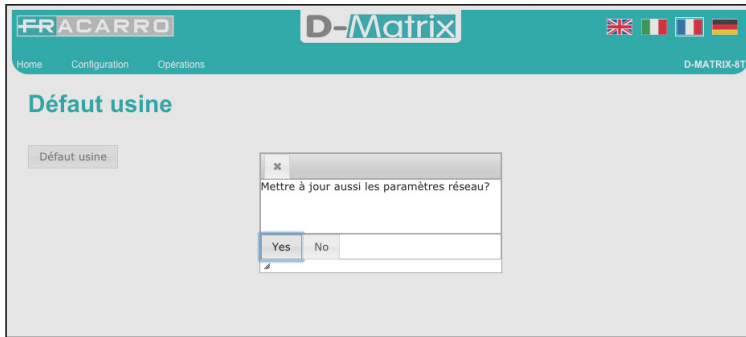 FRACARRO
D-Matrix
Home Configuration Opérations
D-MATRIX-8T
Défaut usine
Défaut usine
Mettre à jour aussi les paramètres réseau?
Yes No